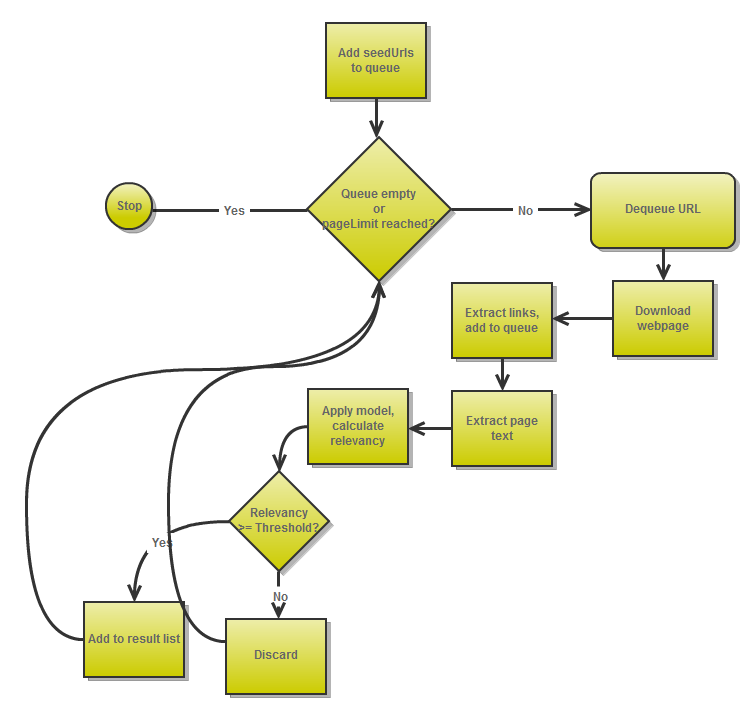 Add seedUrls
to queue
Queue empty
or
pageLimit reached?
Stop
Yes
No
Dequeue URL
Download
webpage
Extract links,
add to queue
Extract page
text
Apply model,
calculate
relevancy
Relevancy
>= Threshold?
Yes
No
Add to result list
Discard